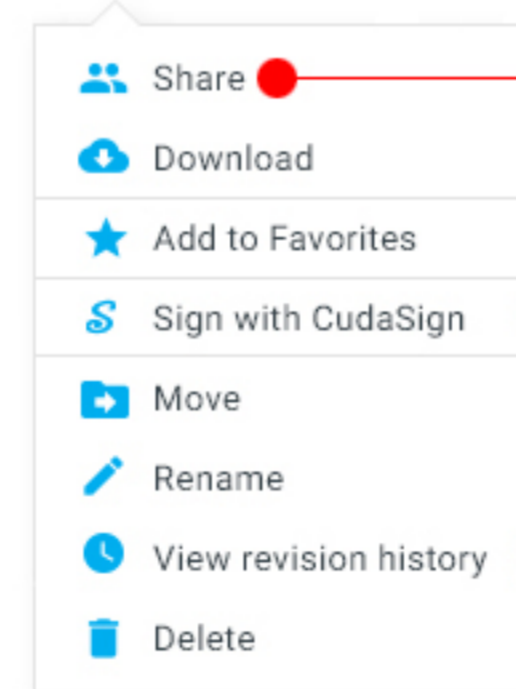 Share
Download
Add to Favorites
Sign with CudaSign
Move
Rename
View revision history
Delete